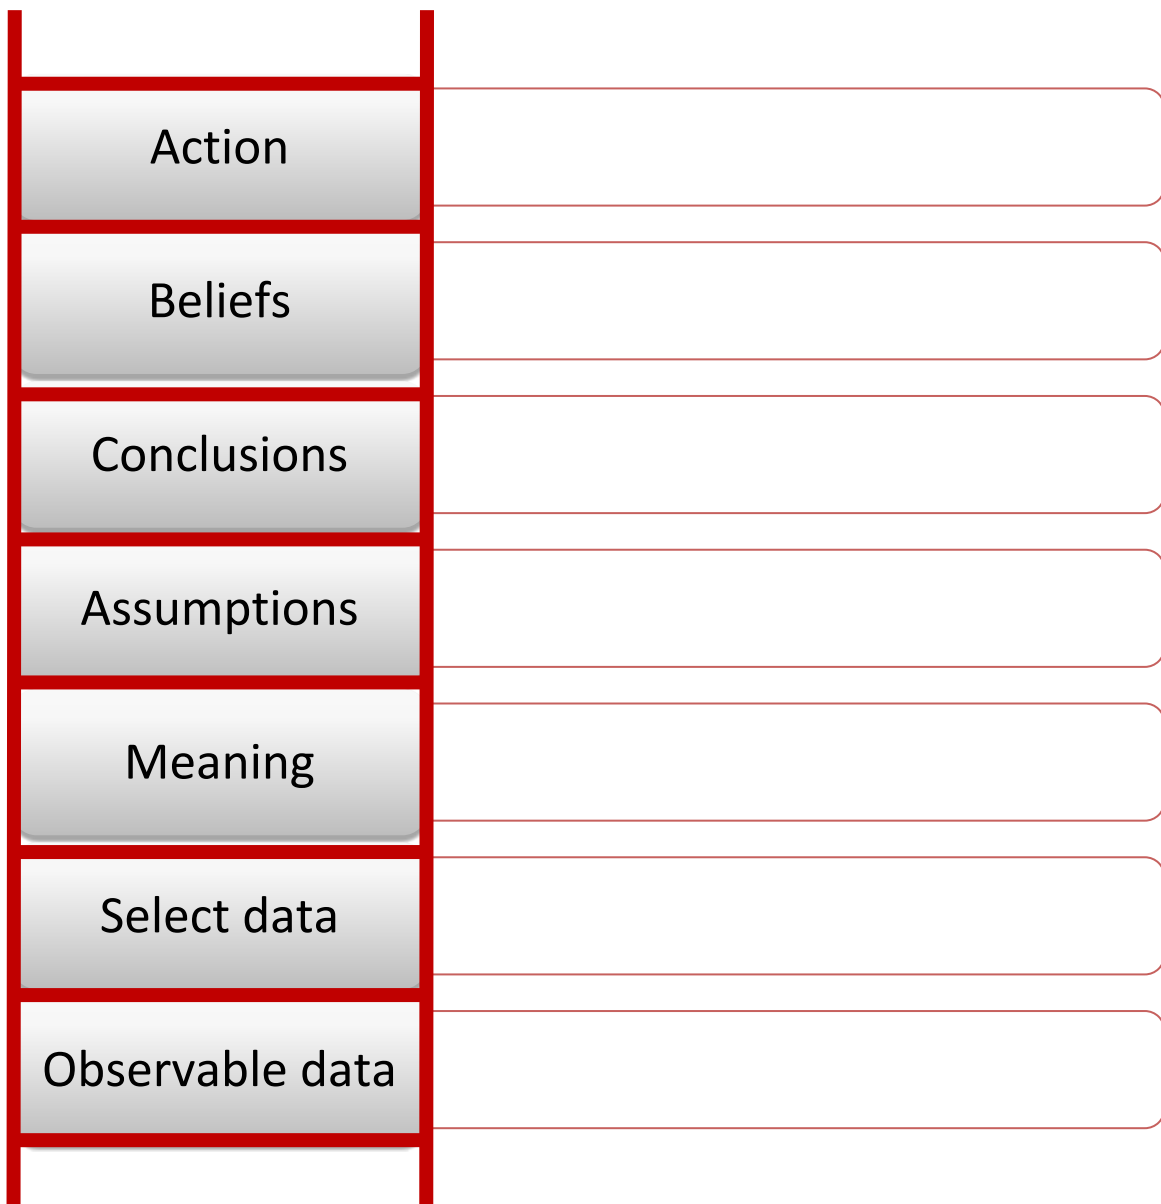 Action
Beliefs
Conclusions
Assumptions
Meaning
Select data
Observable data